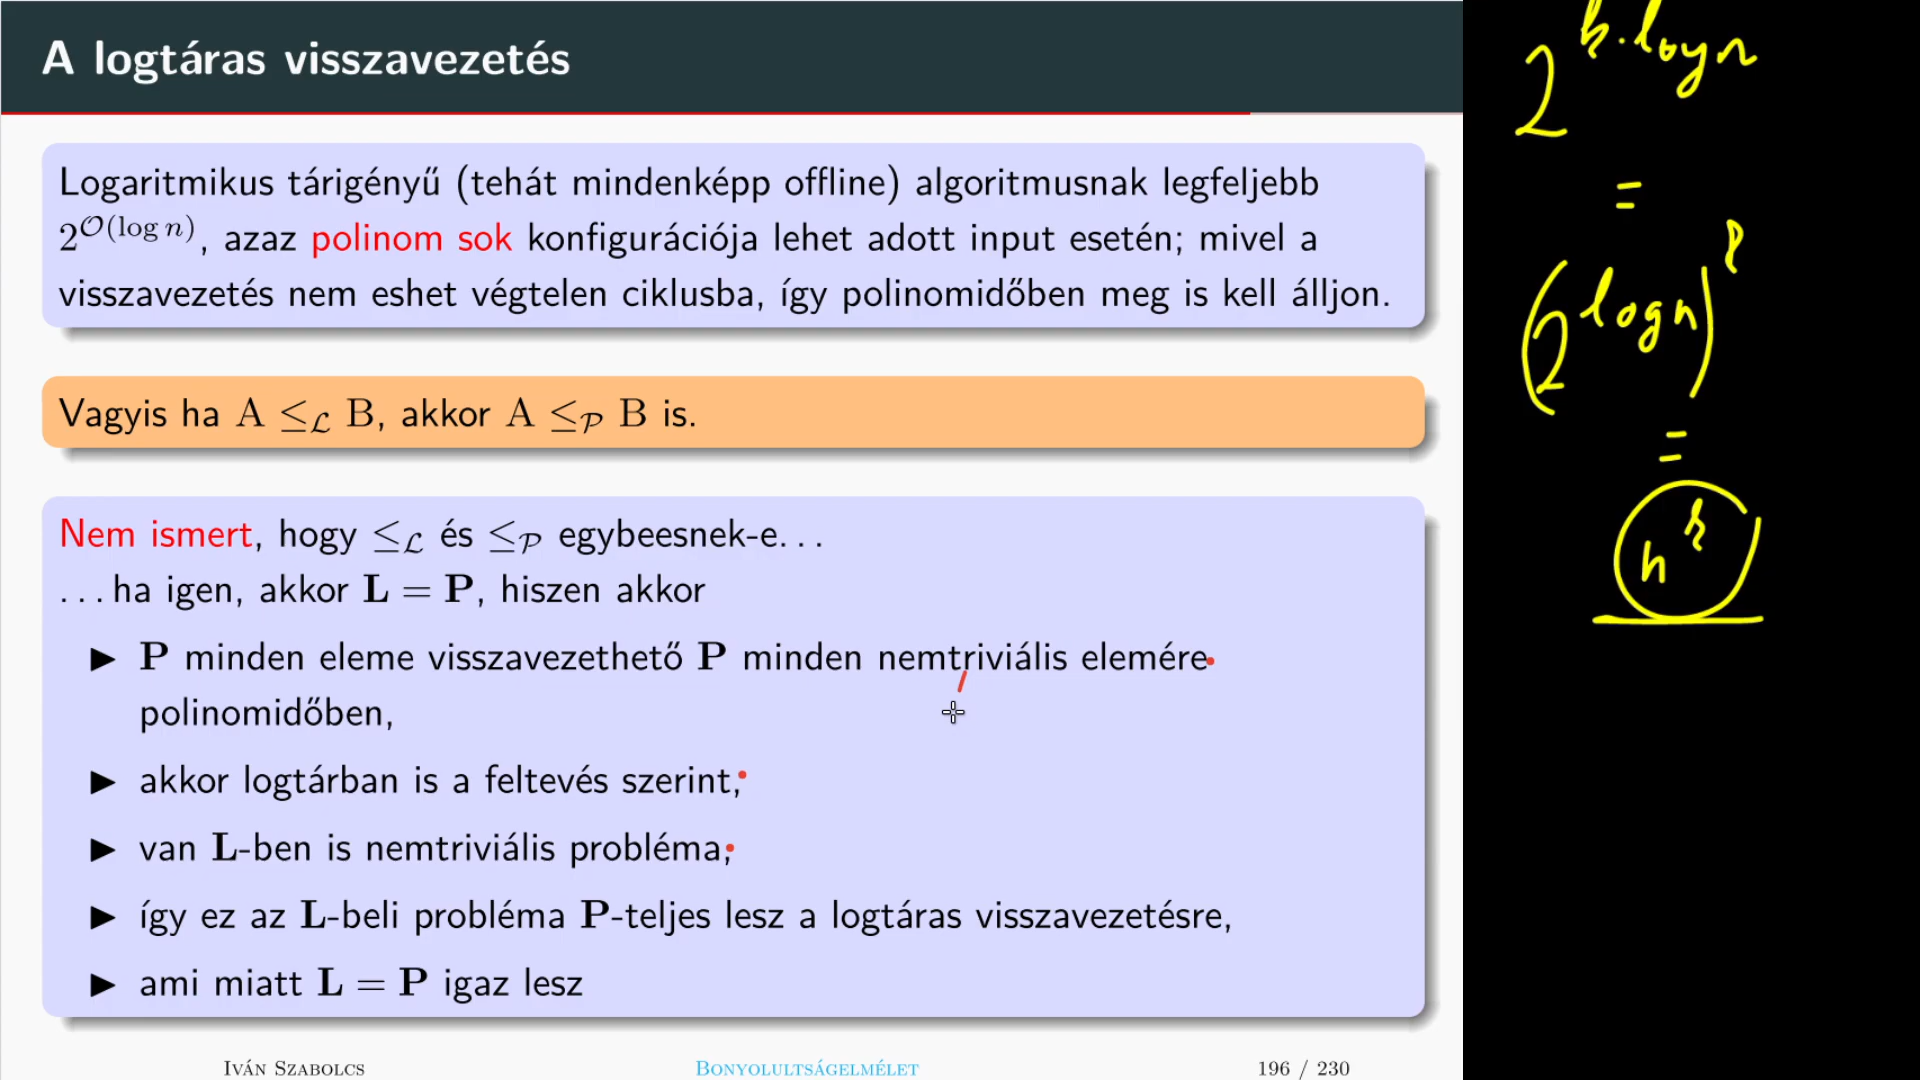 A logtáras visszavezetés
Logaritmikus tárigényű (tehát mindenképp offline) algoritmusnak legfeljebb
2^{𝒪(log n)}, azaz polinom sok konfigurációja lehet adott input esetén; mivel a
visszavezetés nem eshet végtelen ciklusba, így polinomidőben meg is kell álljon.
Vagyis ha A ≤_ℒ B, akkor A ≤_𝒫 B is.
Nem ismert, hogy ≤_ℒ és ≤_𝒫 egybeesnek-e...
...ha igen, akkor L = P, hiszen akkor
▶ P minden eleme visszavezethető P minden nemtriviális elemére
polinomidőben,
▶ akkor logtárban is a feltevés szerint,
▶ van L-ben is nemtriviális probléma,
▶ így ez az L-beli probléma P-teljes lesz a logtáras visszavezetésre,
▶ ami miatt L = P igaz lesz
Iván Szabolcs
Bonyolultságelmélet
196 / 230
2^{k·log n}
=
(2^{log n})^k
=
n^k